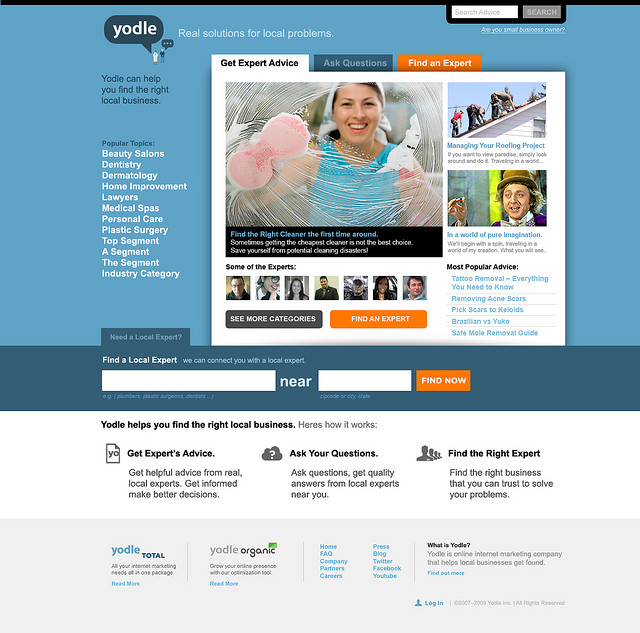 Search Advice
SEARCH
Are you small business owner?
yodle
Real solutions for local problems.
Yodle can help
you find the right
local business.
Get Expert Advice
Ask Questions
Find an Expert
Popular Topics:
Beauty Salons
Dentistry
Dermatology
Home Improvement
Lawyers
Medical Spas
Personal Care
Plastic Surgery
Top Segment
A Segment
The Segment
Industry Category
Find the Right Cleaner the first time around.
Sometimes getting the cheapest cleaner is not the best choice.
Save yourself from potential cleaning disasters!
Managing Your Roofing Project
If you want to view paradise, simply look
around and do it. Traveling in a world...
In a world of pure imagination.
We'll begin with a spin, traveling in a
world of my creation. What you will see..
Some of the Experts:
SEE MORE CATEGORIES
FIND AN EXPERT
Most Popular Advice:
Tattoo Removal – Everything
You Need to Know
Removing Acne Scars
Pick Scars to Keloids
Brazilian vs Yuko
Safe Mole Removal Guide
Need a Local Expert?
Find a Local Expert we can connect you with a local expert.
near
FIND NOW
e.g. ( plumbers, plastic surgeons, dentists ...)
zipcode or city, state
Yodle helps you find the right local business. Heres how it works:
yo
Get Expert's Advice.
Get helpful advice from real,
local experts. Get informed
make better decisions.
?
Ask Your Questions.
Ask questions, get quality
answers from local experts
near you.
Find the Right Expert
Find the right business
that you can trust to solve
your problems.
yodle TOTAL
All your internet marketing
needs all in one package.
Read More
yodle organic
Grow your online presence
with our optimization tool.
Read More
Home
FAQ
Company
Partners
Careers
Press
Blog
Twitter
Facebook
Youtube
What is Yodle?
Yodle is online internet marketing company
that helps local businesses get found.
Find out more
Log In | ©2007–2009 Yodle Inc. | All Rights Reserved